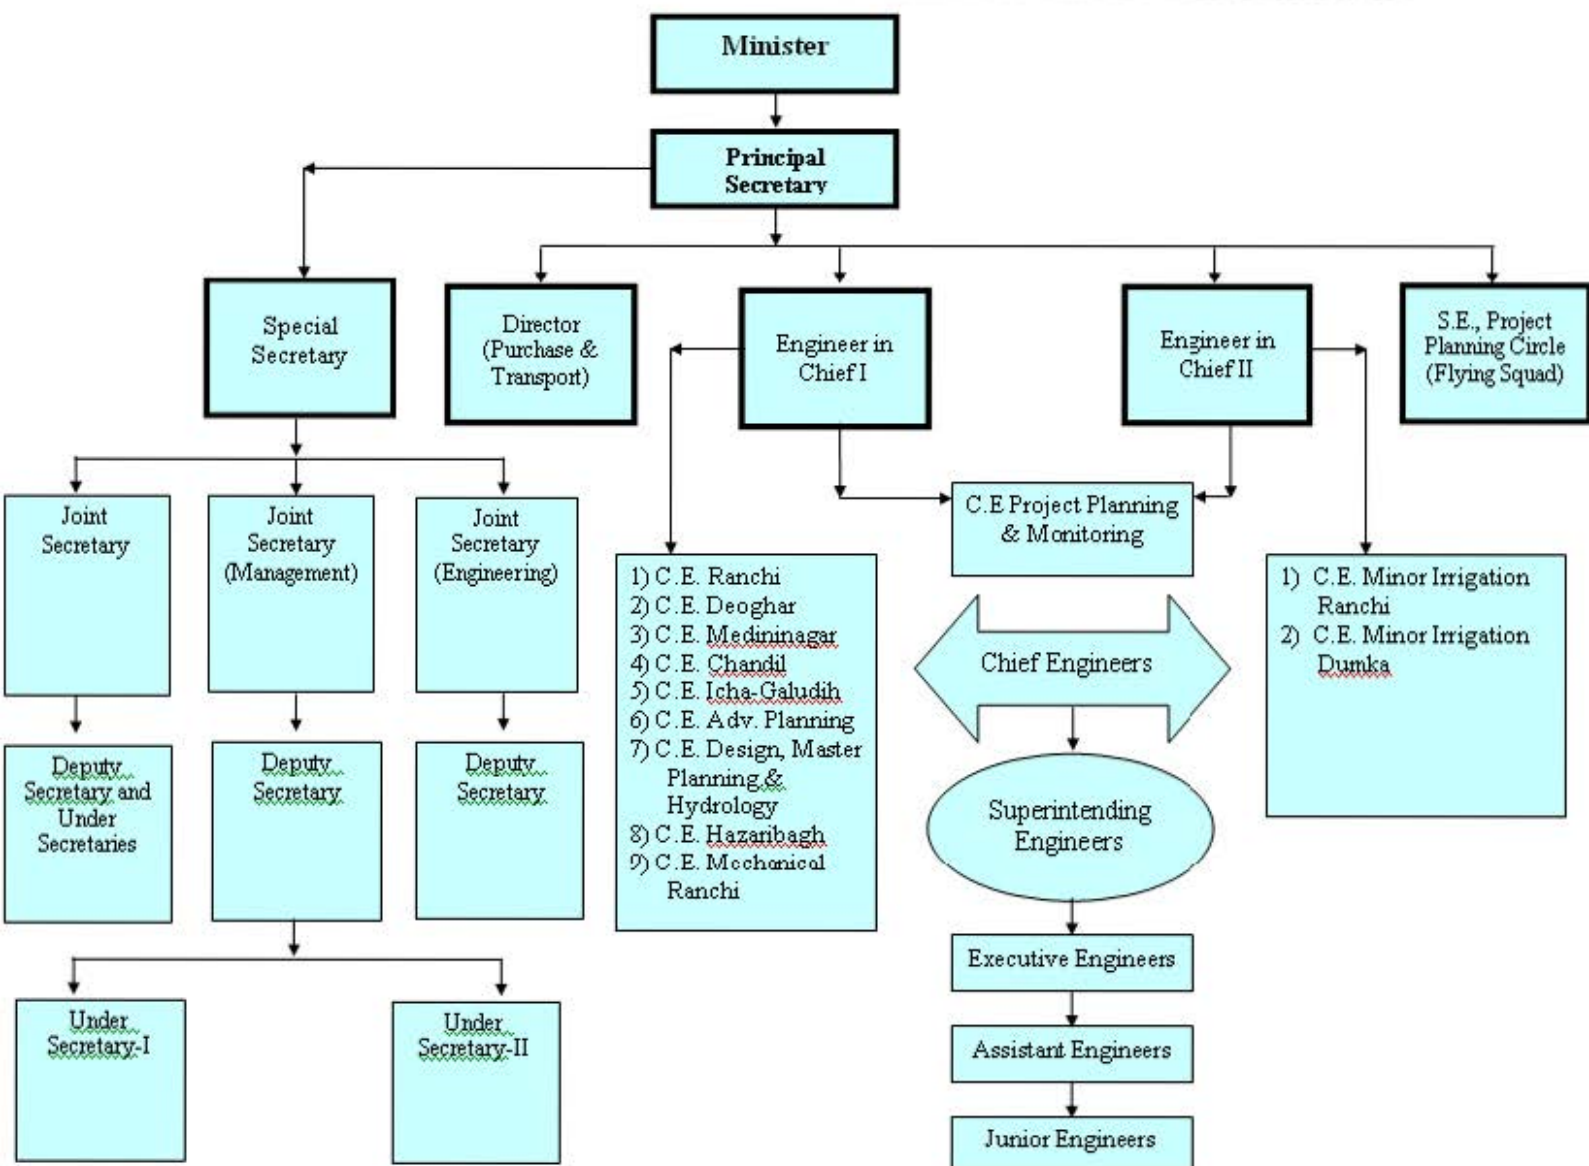 Minister
Principal
Secretary
Special
Secretary
Director
(Purchase &
Transport)
Engineer in
Chief I
Engineer in
Chief II
S.E., Project
Planning Circle
(Flying Squad)
Joint
Secretary
Joint
Secretary
(Management)
Joint
Secretary
(Engineering)
C.E Project Planning
& Monitoring
1) C.E. Ranchi
2) C.E. Deoghar
3) C.E. Medininagar
4) C.E. Chandil
5) C.E. Icha-Galudih
6) C.E. Adv. Planning
7) C.E. Design, Master
Planning &
Hydrology
8) C.E. Hazaribagh
9) C.E. Mechanical
Ranchi
1) C.E. Minor Irrigation
Ranchi
2) C.E. Minor Irrigation
Dumka
Chief Engineers
Deputy
Secretary and
Under
Secretaries
Deputy
Secretary
Deputy
Secretary
Superintending
Engineers
Executive Engineers
Under
Secretary-I
Under
Secretary-II
Assistant Engineers
Junior Engineers